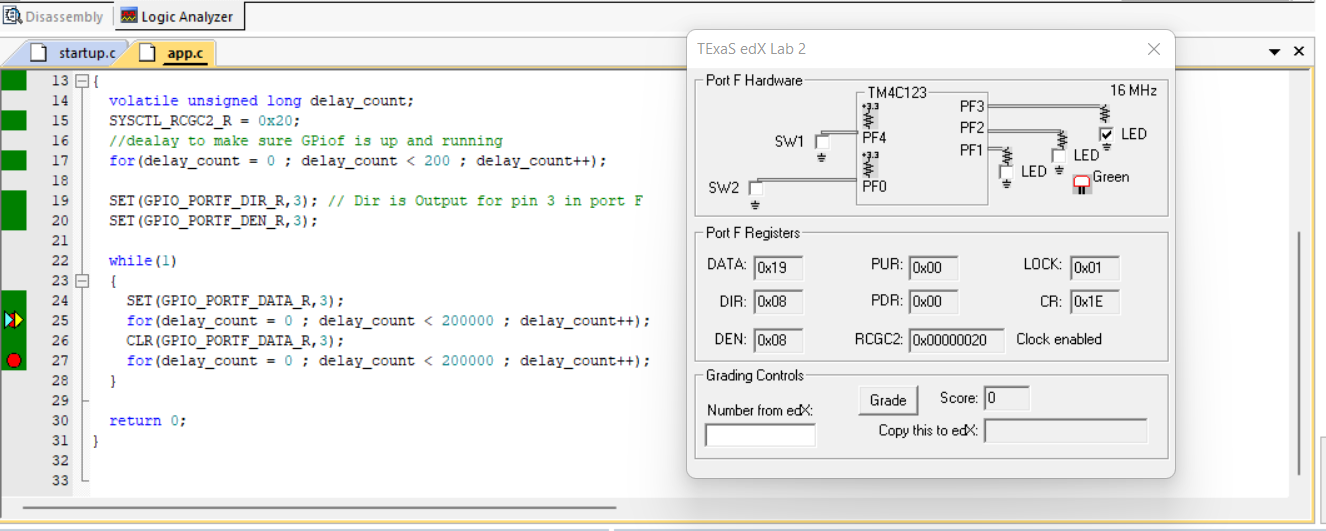 Disassembly Logic Analyzer
startup.c app.c
13 {
14 volatile unsigned long delay_count;
15 SYSCTL_RCGC2_R = 0x20;
16 //dealay to make sure GPiof is up and running
17 for(delay_count = 0 ; delay_count < 200 ; delay_count++);
18
19 SET(GPIO_PORTF_DIR_R,3); // Dir is Output for pin 3 in port F
20 SET(GPIO_PORTF_DEN_R,3);
21
22 while(1)
23 {
24 SET(GPIO_PORTF_DATA_R,3);
25 for(delay_count = 0 ; delay_count < 200000 ; delay_count++);
26 CLR(GPIO_PORTF_DATA_R,3);
27 for(delay_count = 0 ; delay_count < 200000 ; delay_count++);
28 }
29
30 return 0;
31 }
32
33
TExaS edX Lab 2
Port F Hardware
TM4C123
16 MHz
+3.3
PF3
PF2
LED
SW1
PF4
PF1
LED
+3.3
LED
Green
SW2
PF0
Port F Registers
DATA: 0x19 PUR: 0x00 LOCK: 0x01
DIR: 0x08 PDR: 0x00 CR: 0x1E
DEN: 0x08 RCGC2: 0x00000020 Clock enabled
Grading Controls
Number from edX:
Grade Score: 0
Copy this to edX: